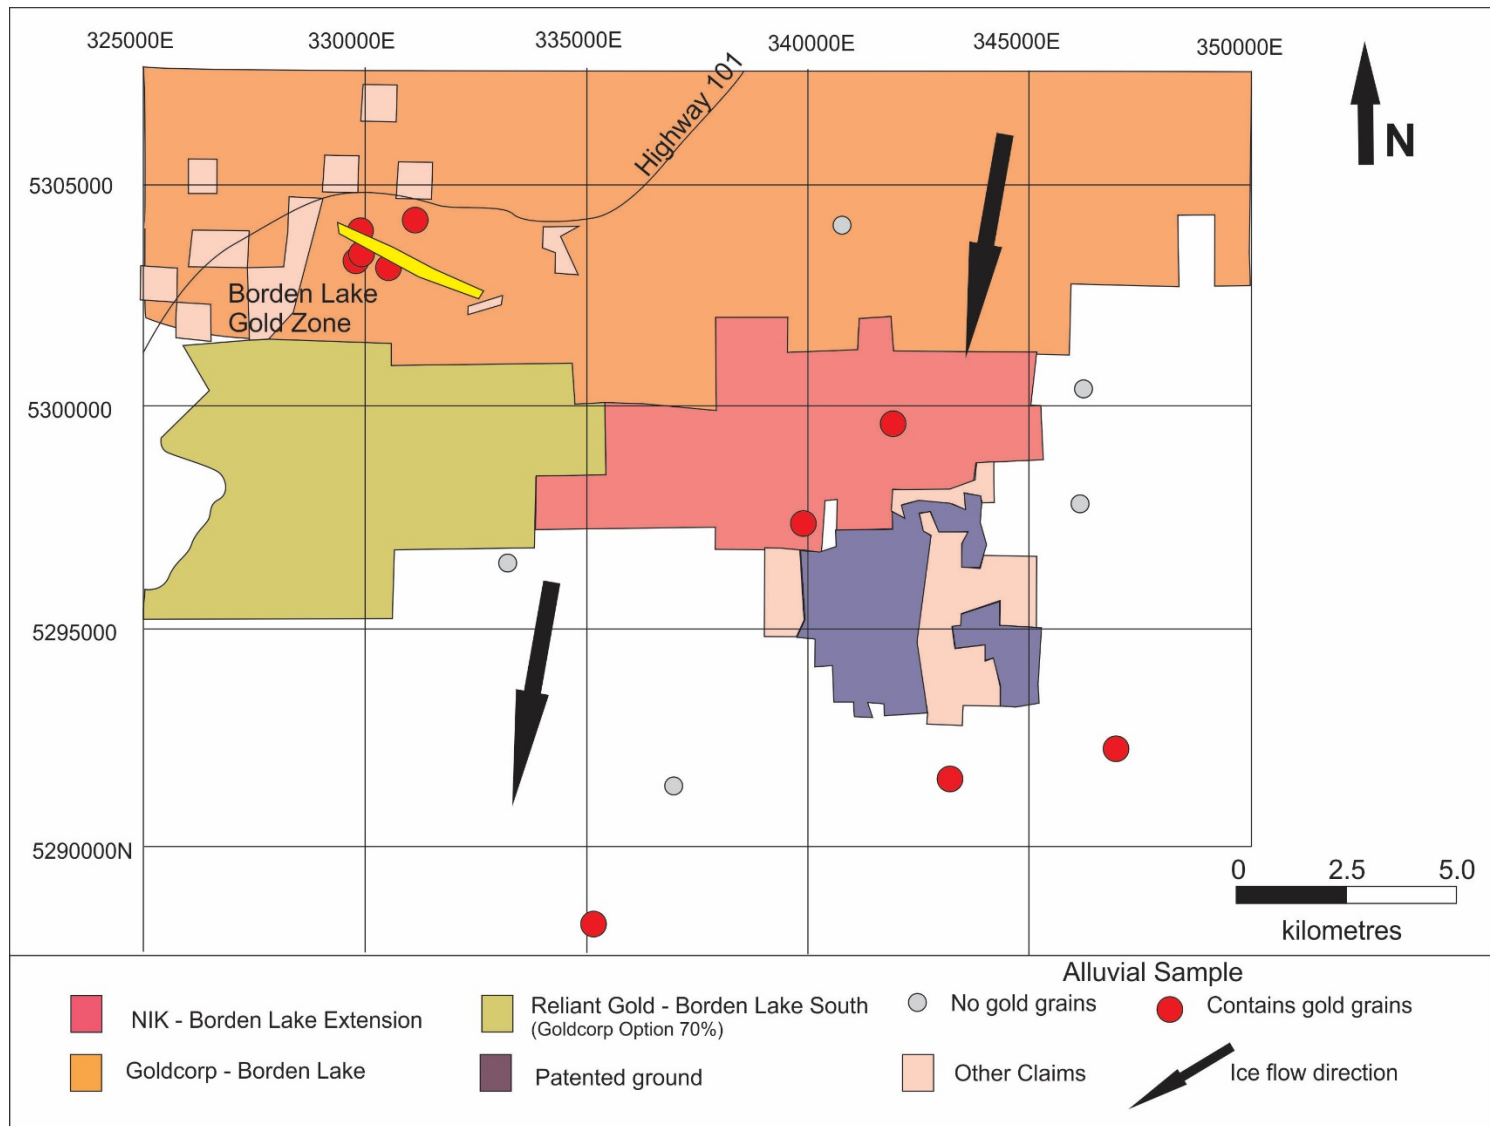 325000E 330000E 335000E 340000E 345000E 350000E
Highway 101
N
5305000
Borden Lake
Gold Zone
5300000
5295000
5290000N
0 2.5 5.0
kilometres
Alluvial Sample
NIK - Borden Lake Extension
Reliant Gold - Borden Lake South
(Goldcorp Option 70%)
No gold grains
Contains gold grains
Goldcorp - Borden Lake
Patented ground
Other Claims
Ice flow direction